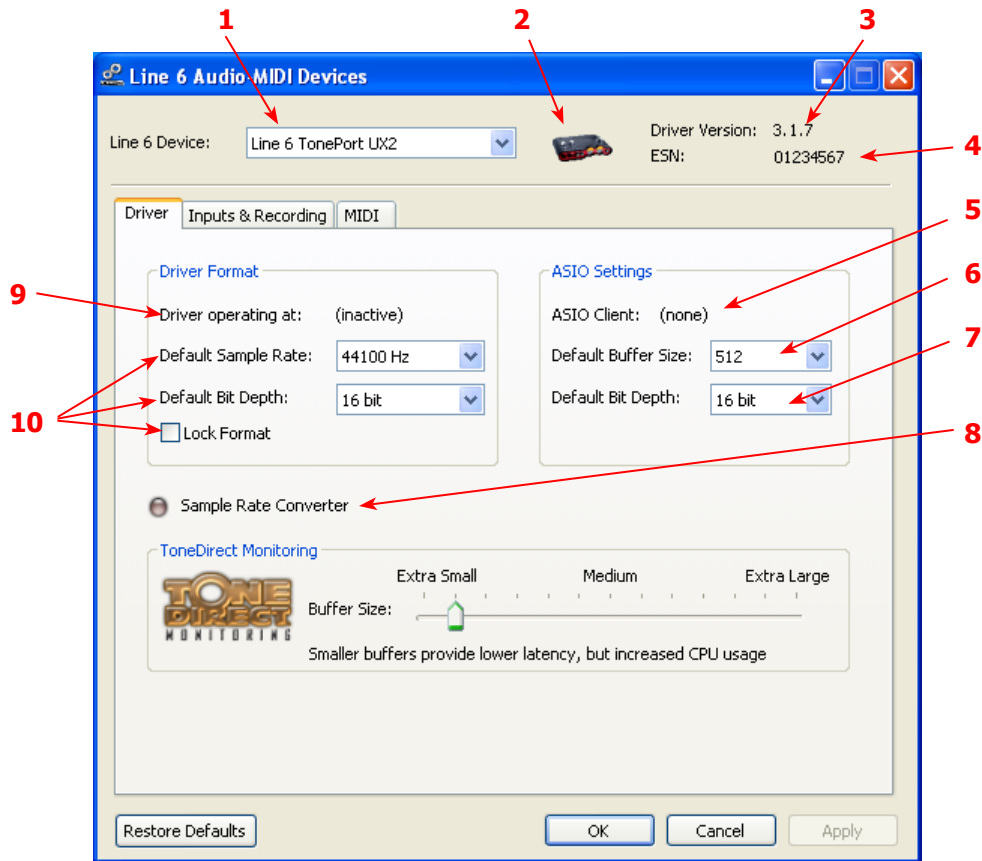 1 2 3
Line 6 Audio-MIDI Devices
Line 6 Device: Line 6 TonePort UX2 Driver Version: 3.1.7
ESN: 01234567 4
Driver Inputs & Recording MIDI 5
Driver Format ASIO Settings 6
9 Driver operating at: (inactive) ASIO Client: (none)
7
Default Sample Rate: 44100 Hz Default Buffer Size: 512
10 Default Bit Depth: 16 bit Default Bit Depth: 16 bit
Lock Format 8
Sample Rate Converter
ToneDirect Monitoring
Extra Small Medium Extra Large
TONE DIRECT MONITORING
Buffer Size:
Smaller buffers provide lower latency, but increased CPU usage
Restore Defaults OK Cancel Apply